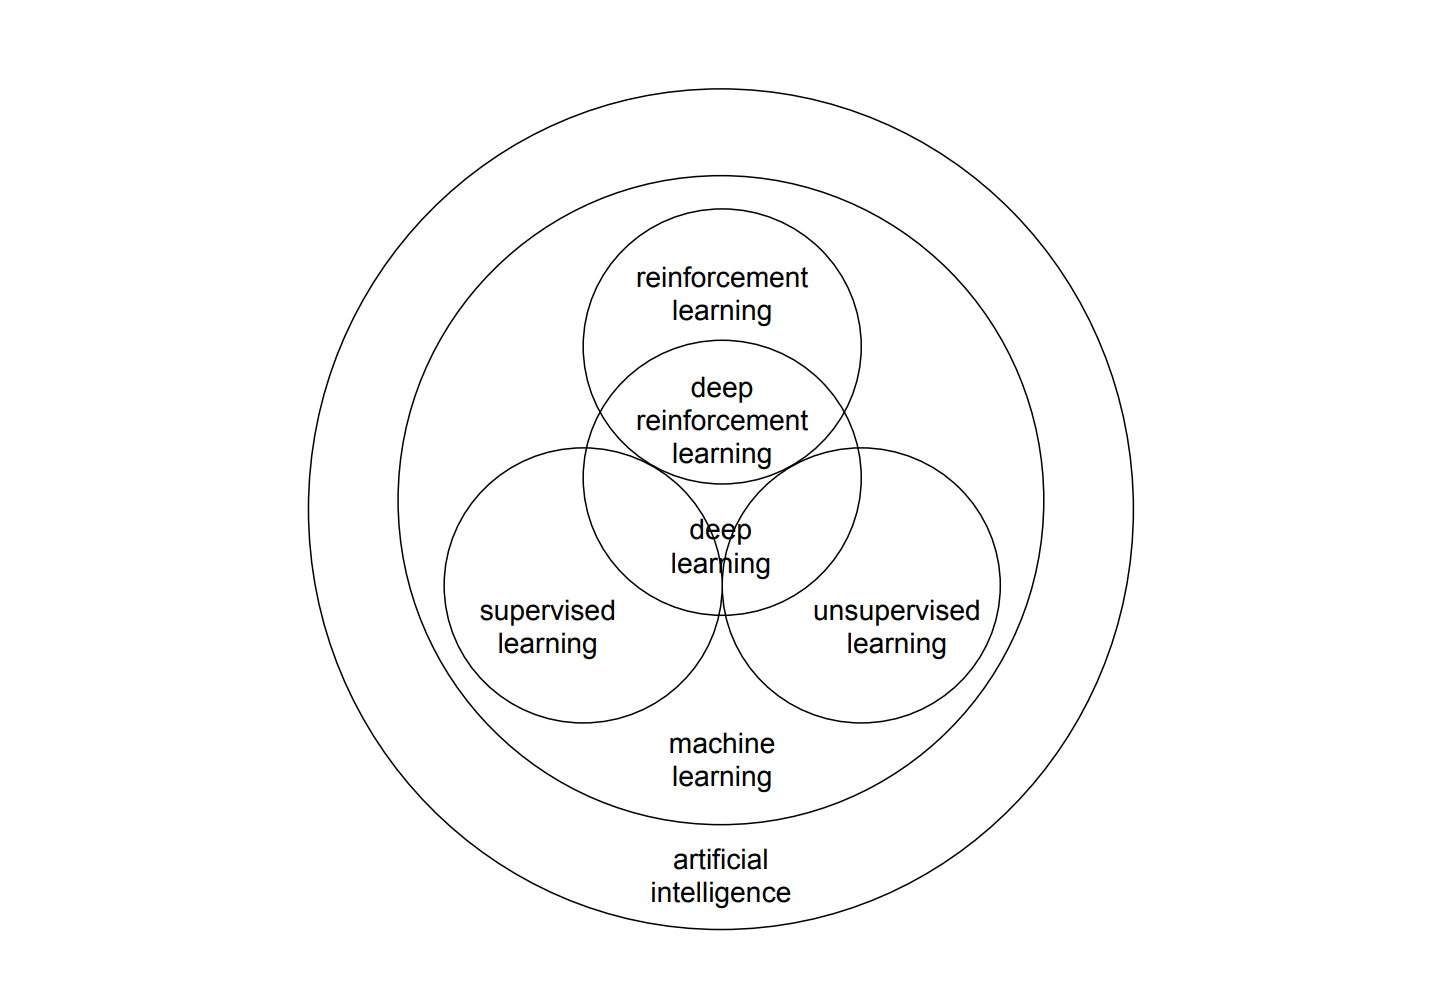 reinforcement
learning
deep
reinforcement
learning
deep
learning
supervised
learning
unsupervised
learning
machine
learning
artificial
intelligence